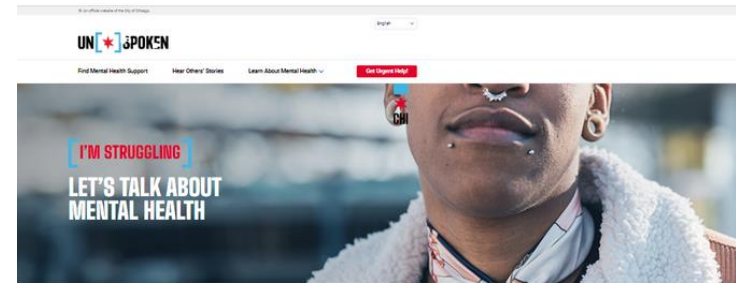 An official website of the City of Chicago
English
UN[✶]SPOKEN
Find Mental Health Support
Hear Others' Stories
Learn About Mental Health
Get Urgent Help!
CHI
[I'M STRUGGLING]
LET'S TALK ABOUT
MENTAL HEALTH